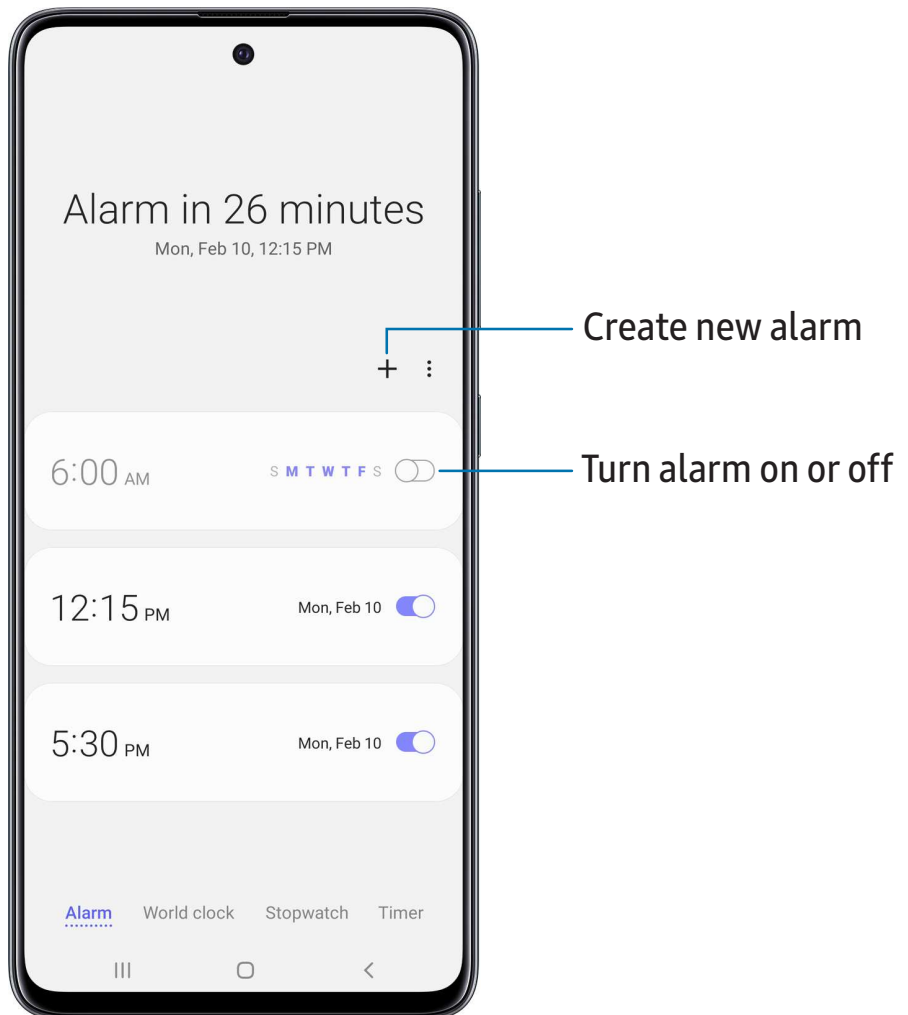 Alarm in 26 minutes
Mon, Feb 10, 12:15 PM
Create new alarm
6:00 AM S M T W T F S
Turn alarm on or off
12:15 PM Mon, Feb 10
5:30 PM Mon, Feb 10
Alarm World clock Stopwatch Timer